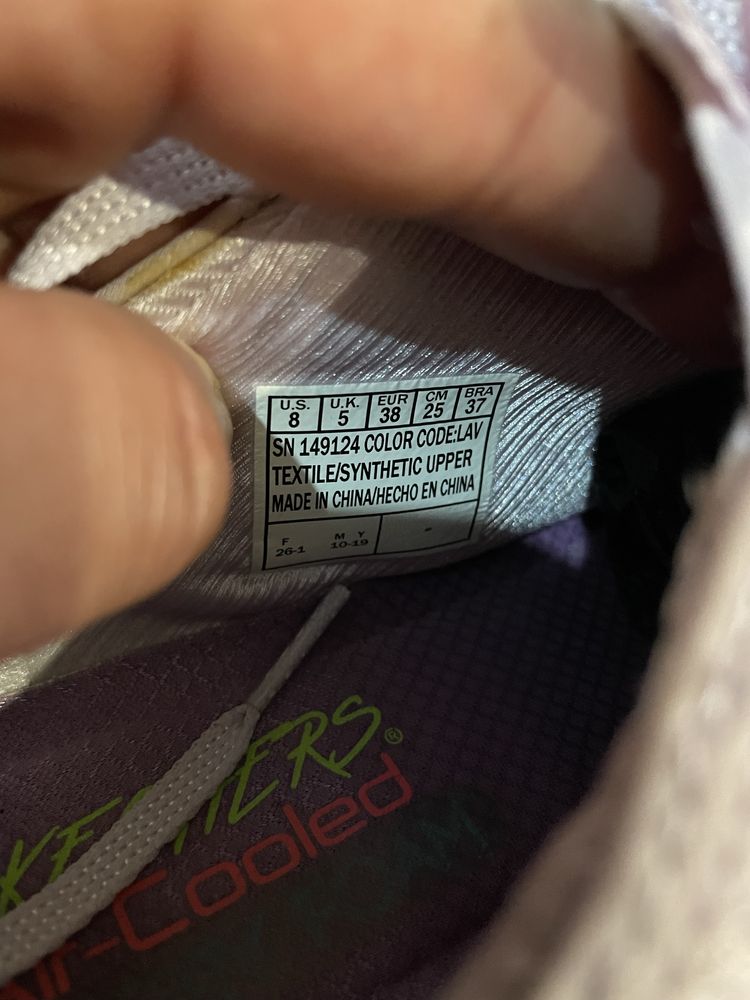 U.S. U.K. EUR CM BRA
8 5 38 25 37
SN 149124 COLOR CODE:LAV
TEXTILE/SYNTHETIC UPPER
MADE IN CHINA/HECHO EN CHINA
F M Y -
26-1 10-19
Cooled